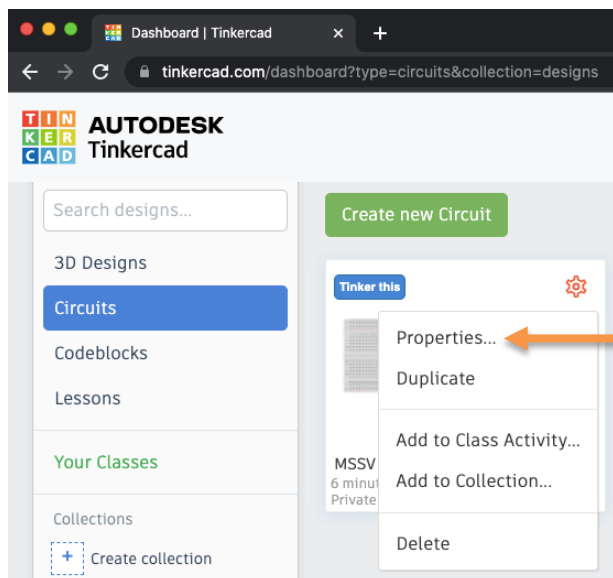 Dashboard | Tinkercad
tinkercad.com/dashboard?type=circuits&collection=designs
TIN
KER
CAD
AUTODESK
Tinkercad
Search designs...
3D Designs
Circuits
Codeblocks
Lessons
Your Classes
Collections
+ Create collection
Create new Circuit
Tinker this
Properties...
Duplicate
Add to Class Activity...
Add to Collection...
Delete
MSSV
6 minut
Private